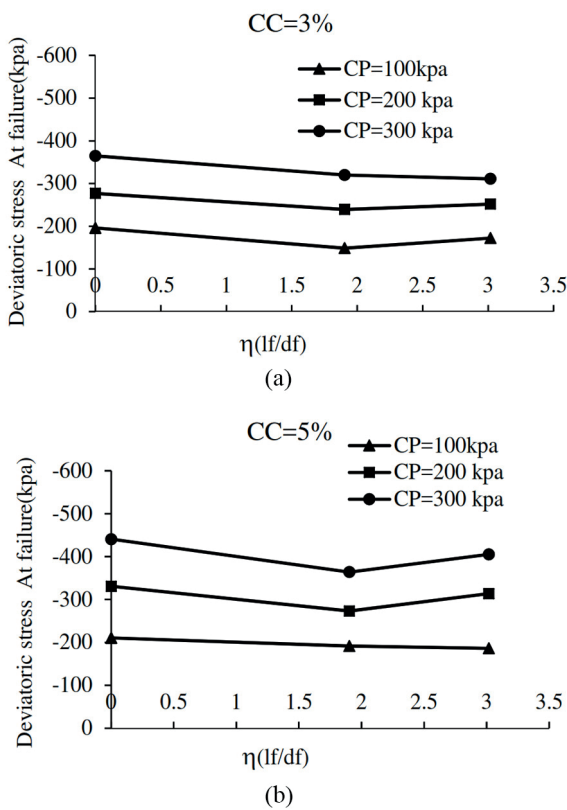 CC=3%
CP=100kpa
CP=200 kpa
CP=300 kpa
Deviatoric stress At failure(kpa)
-600
-500
-400
-300
-200
-100
0
0 0.5 1 1.5 2 2.5 3 3.5
η(lf/df)
(a)
CC=5%
CP=100kpa
CP=200 kpa
CP=300 kpa
Deviatoric stress At failure(kpa)
-600
-500
-400
-300
-200
-100
0
0 0.5 1 1.5 2 2.5 3 3.5
η(lf/df)
(b)